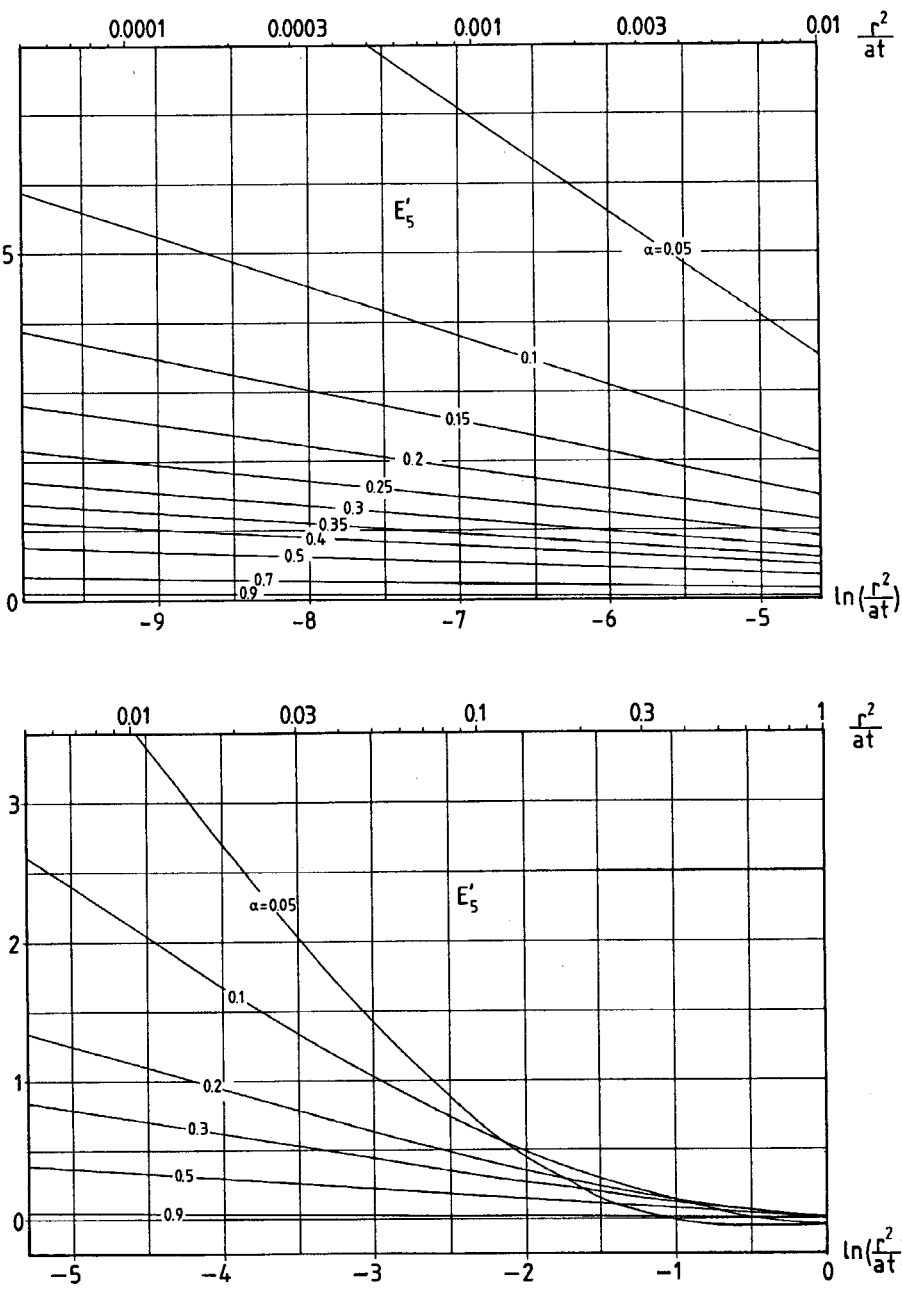 0.0001 0.0003 0.001 0.003 0.01 r²/at
E₅′
5
α=0.05
0.1
0.15
0.2
0.25
0.3
0.35
0.4
0.5
0.7
0.9
0
-9 -8 -7 -6 -5 ln(r²/at)
0.01 0.03 0.1 0.3 1 r²/at
3
E₅′
α=0.05
2
0.1
1
0.2
0.3
0.5
0.9
0
-5 -4 -3 -2 -1 0 ln(r²/at